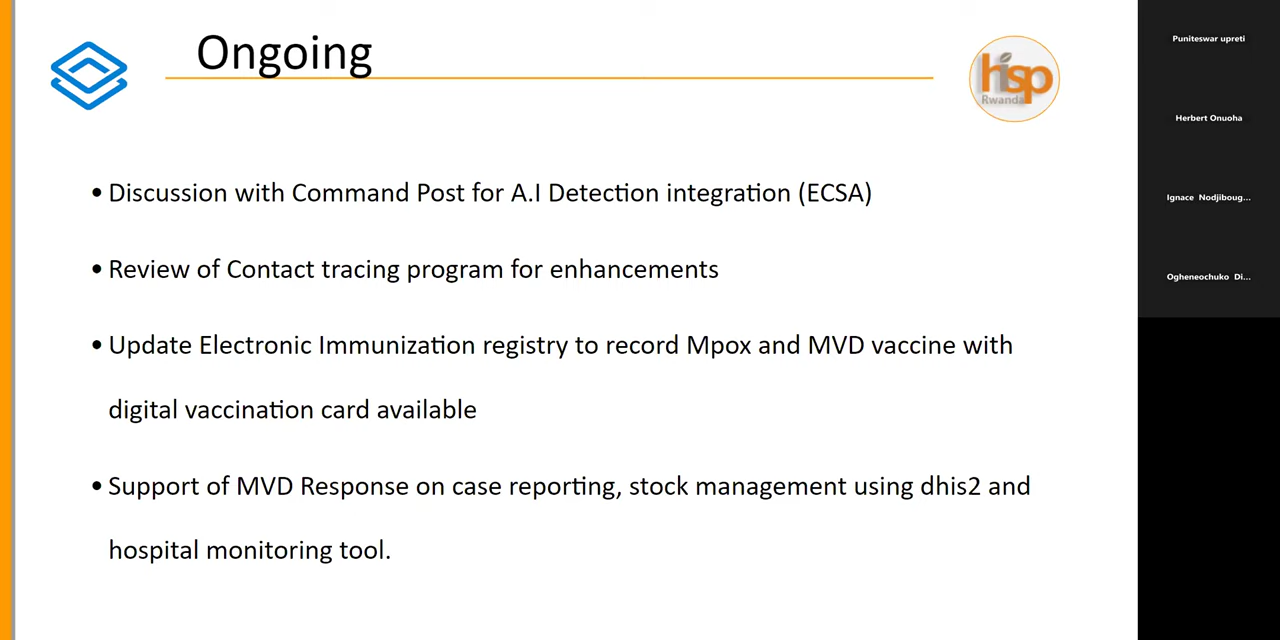 Ongoing
hisp
Rwanda
• Discussion with Command Post for A.I Detection integration (ECSA)
• Review of Contact tracing program for enhancements
• Update Electronic Immunization registry to record Mpox and MVD vaccine with
digital vaccination card available
• Support of MVD Response on case reporting, stock management using dhis2 and
hospital monitoring tool.
Puniteswar upreti
Herbert Onuoha
Ignace Nodjiboug...
Ogheneochuko Di...